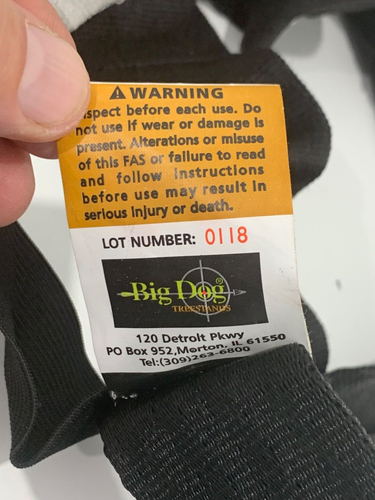 ⚠WARNING
Inspect before each use. Do
not use if wear or damage is
present. Alterations or misuse
of this FAS or failure to read
and follow instructions
before use may result in
serious injury or death.
LOT NUMBER: 0118
Big Dog®
TREESTANDS
120 Detroit Pkwy
PO Box 952,Morton, IL 61550
Tel:(309)263-6800